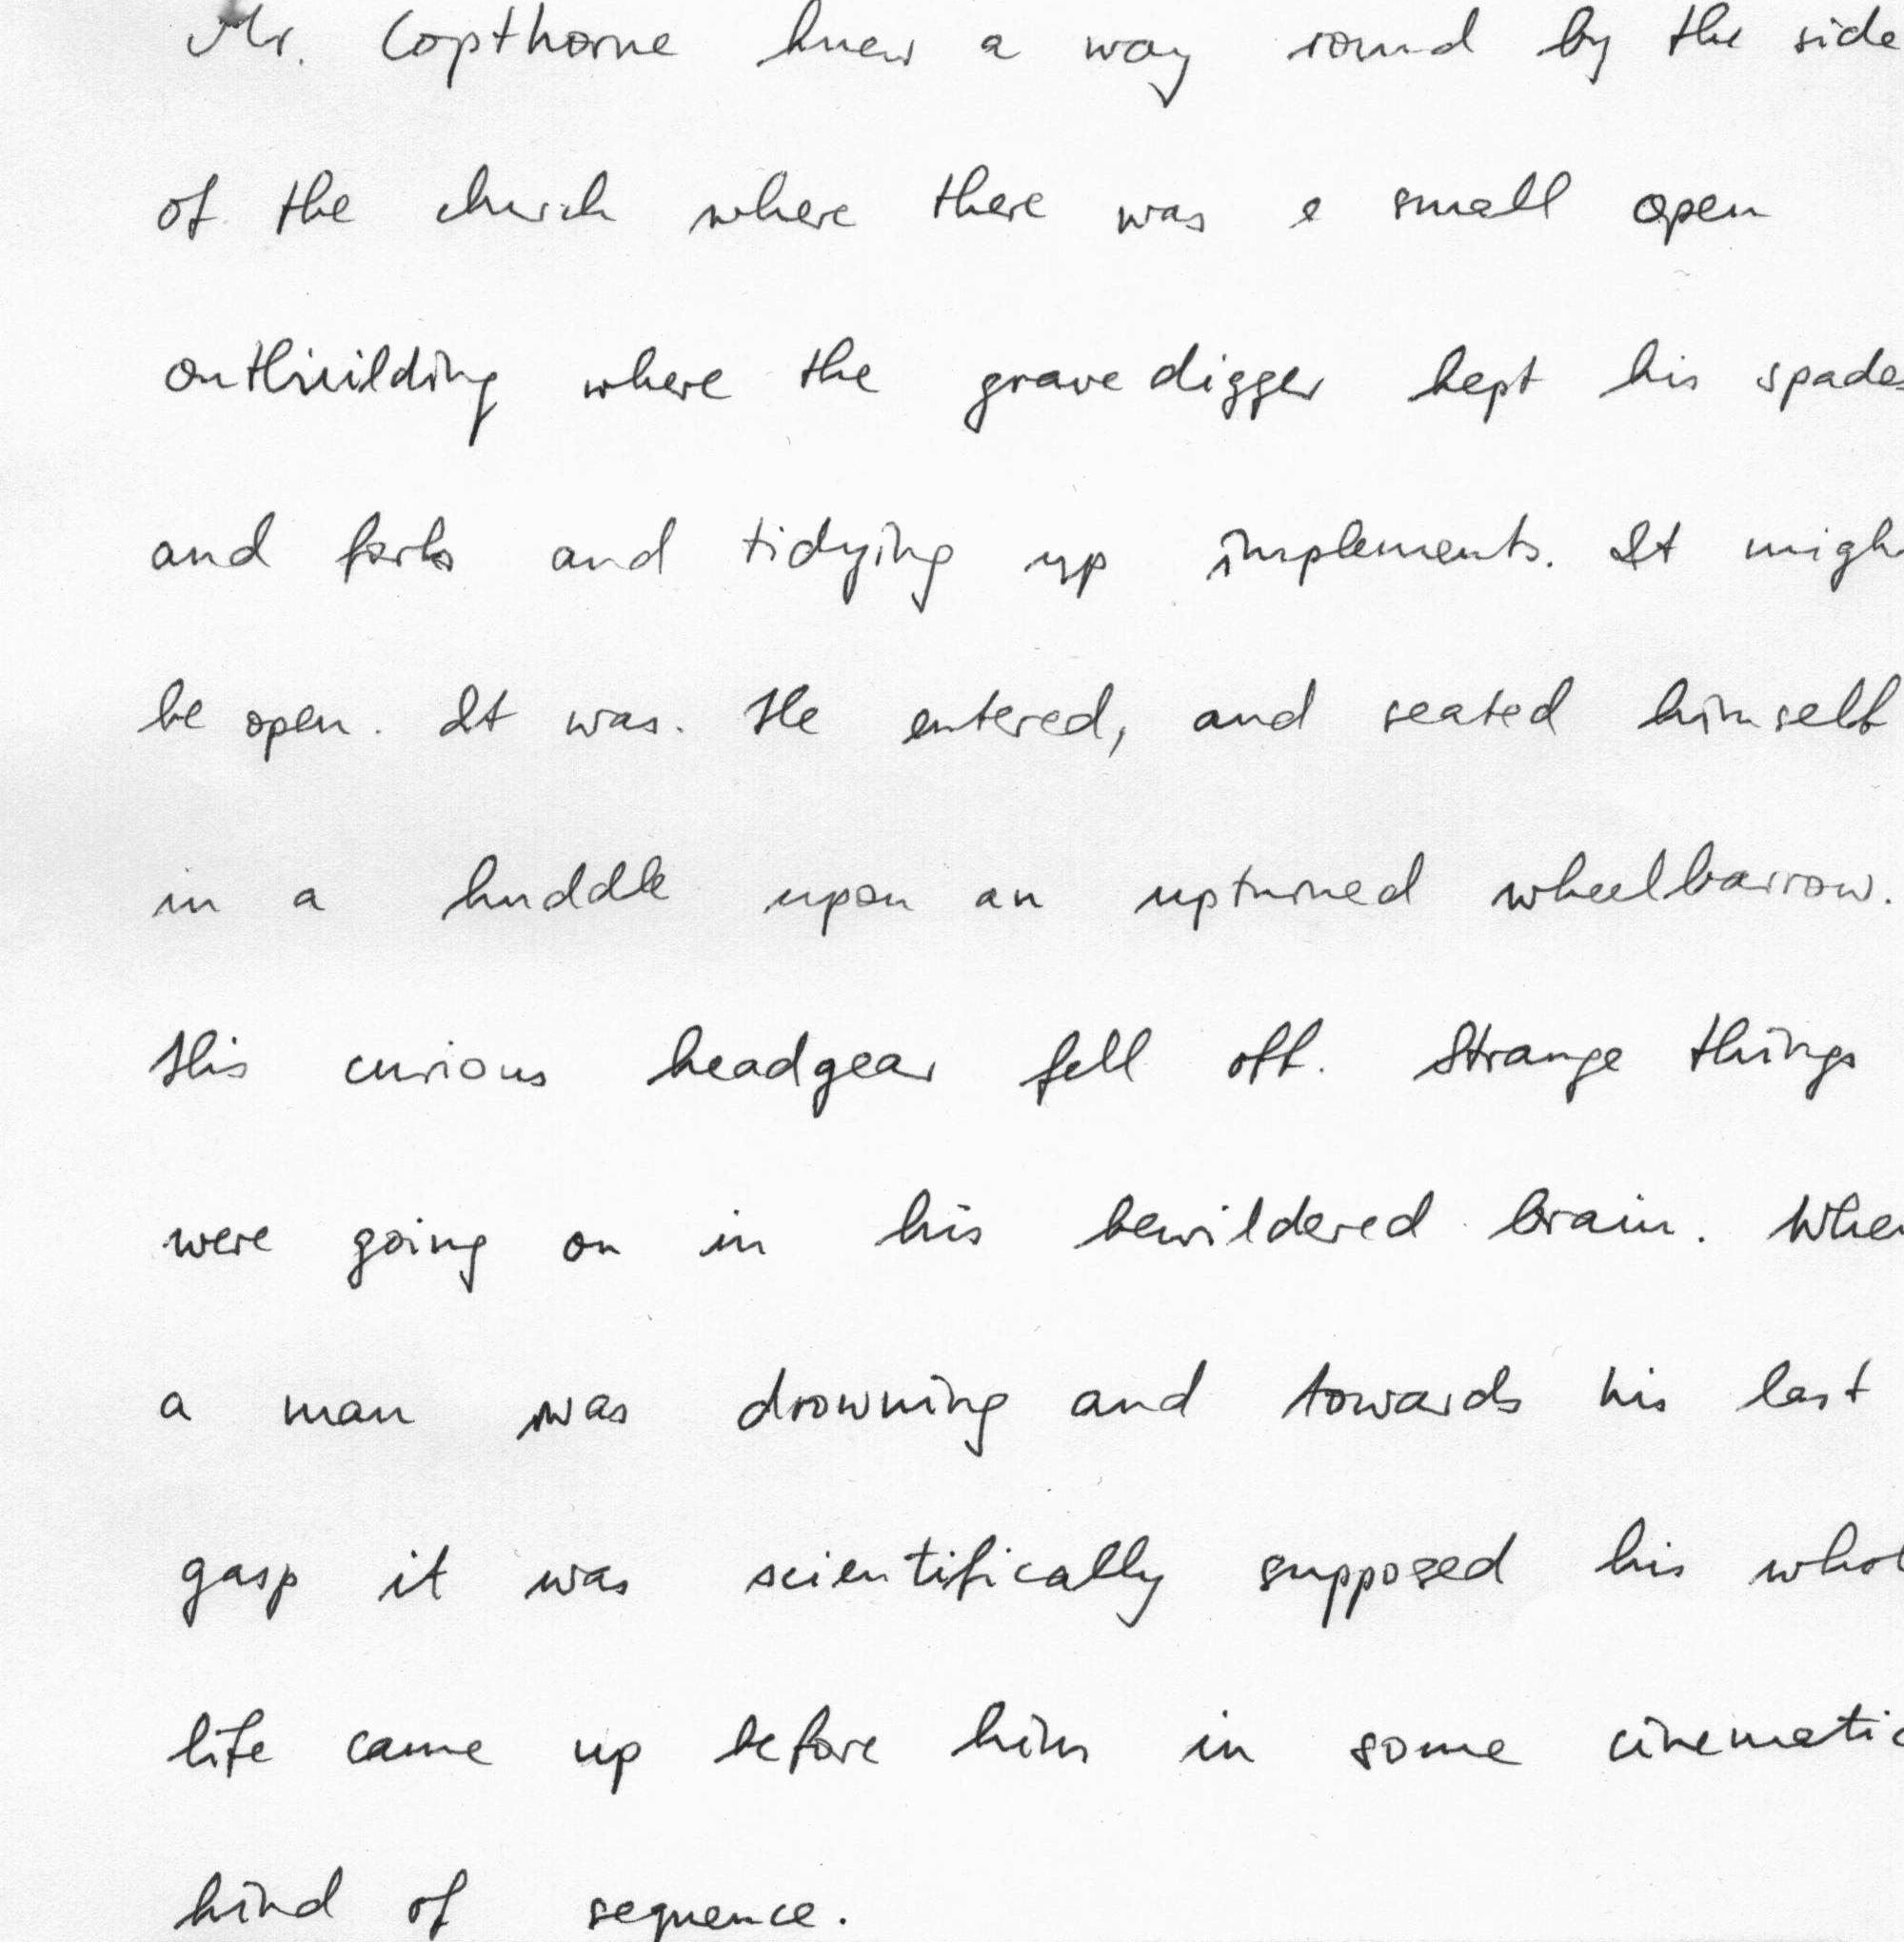 Mr. Copthorne knew a way round by the side
of the church where there was a small open
outbuilding where the gravedigger kept his spades
and forks and tidying up implements. It migh
be open. It was. He entered, and seated himself
in a huddle upon an upturned wheelbarrow.
His curious headgear fell off. Strange things
were going on in his bewildered brain. When
a man was drowning and towards his last
gasp it was scientifically supposed his whol
life came up before him in some cinematic
kind of sequence.